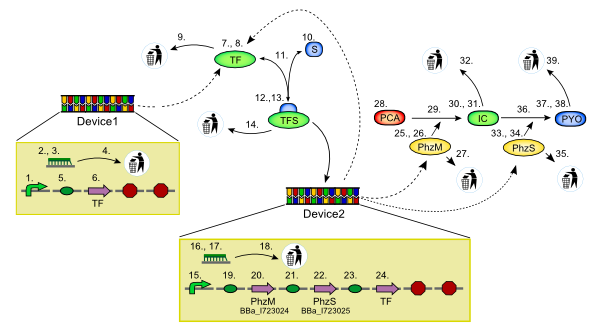 9.
7., 8.
TF
10.
S
11.
12.,13.
TFS
14.
Device1
2., 3.
4.
1.
5.
6.
TF
32.
39.
28.
PCA
29.
30., 31.
IC
36.
37., 38.
PYO
25., 26.
PhzM
27.
33., 34.
PhzS
35.
Device2
16., 17.
18.
15.
19.
20.
21.
22.
23.
24.
PhzM
PhzS
TF
BBa_I723024
BBa_I723025